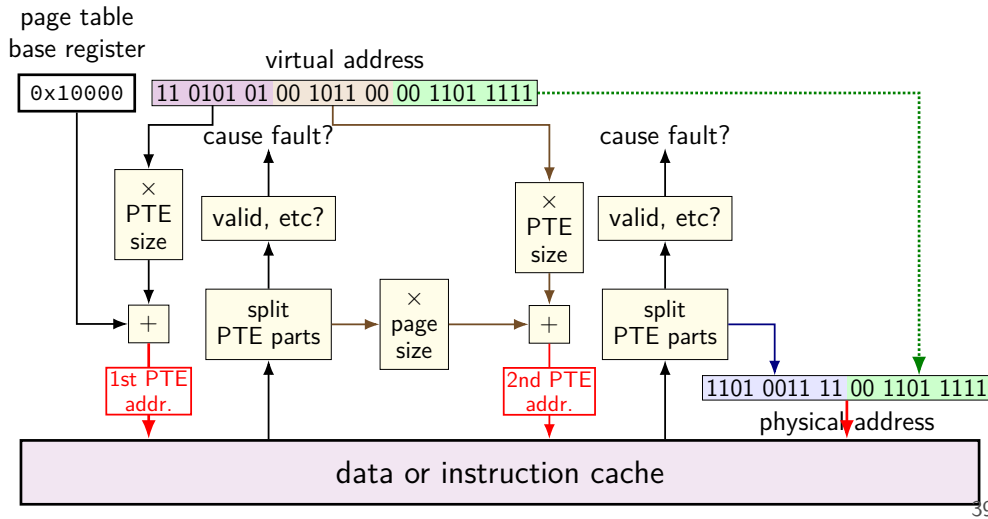 page table
base register
0x10000
virtual address
11 0101 01 00 1011 00 00 1101 1111
cause fault?
cause fault?
×
PTE
size
valid, etc?
×
PTE
size
valid, etc?
+
split
PTE parts
×
page
size
+
split
PTE parts
1st PTE
addr.
2nd PTE
addr.
1101 0011 11 00 1101 1111
physical address
data or instruction cache
39